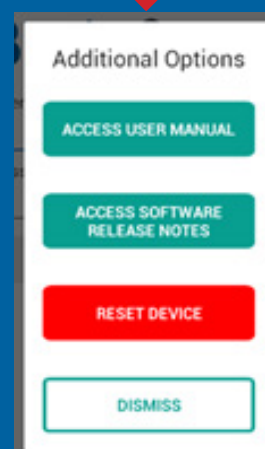 Additional Options
ACCESS USER MANUAL
ACCESS SOFTWARE
RELEASE NOTES
RESET DEVICE
DISMISS